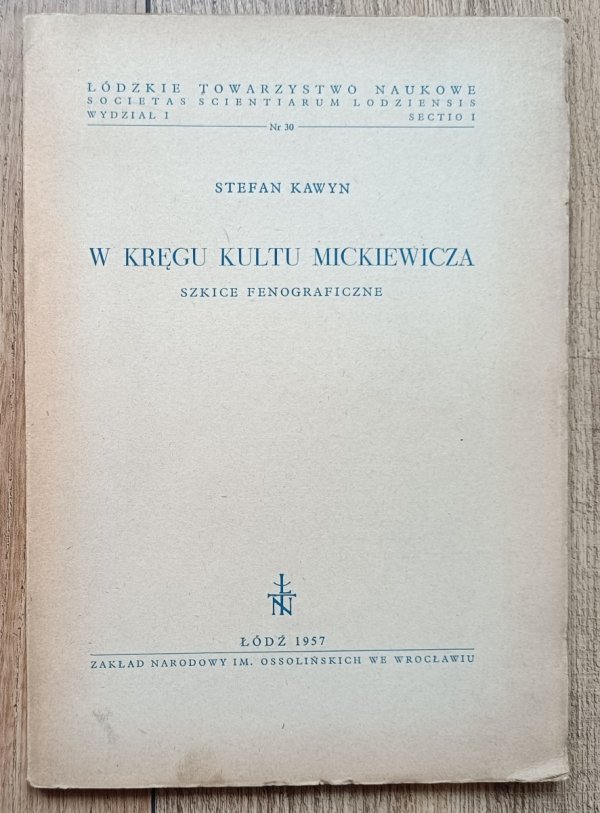 ŁÓDZKIE TOWARZYSTWO NAUKOWE
SOCIETAS SCIENTIARUM LODZIENSIS
WYDZIAŁ I SECTIO I
Nr 30
STEFAN KAWYN
W KRĘGU KULTU MICKIEWICZA
SZKICE FENOGRAFICZNE
ŁTN
ŁÓDŹ 1957
ZAKŁAD NARODOWY IM. OSSOLIŃSKICH WE WROCŁAWIU